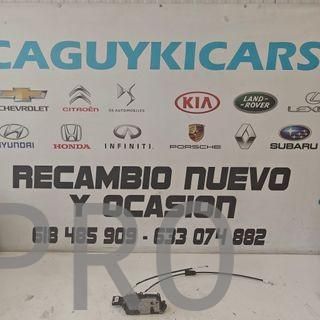 CAGUYKICARS
CHEVROLET CITROËN DS AUTOMOBILES KIA LAND ROVER LEXUS
HYUNDAI HONDA INFINITI PORSCHE SUBARU
RECAMBIO NUEVO
Y OCASION
618 485 909 - 633 074 882
PRO